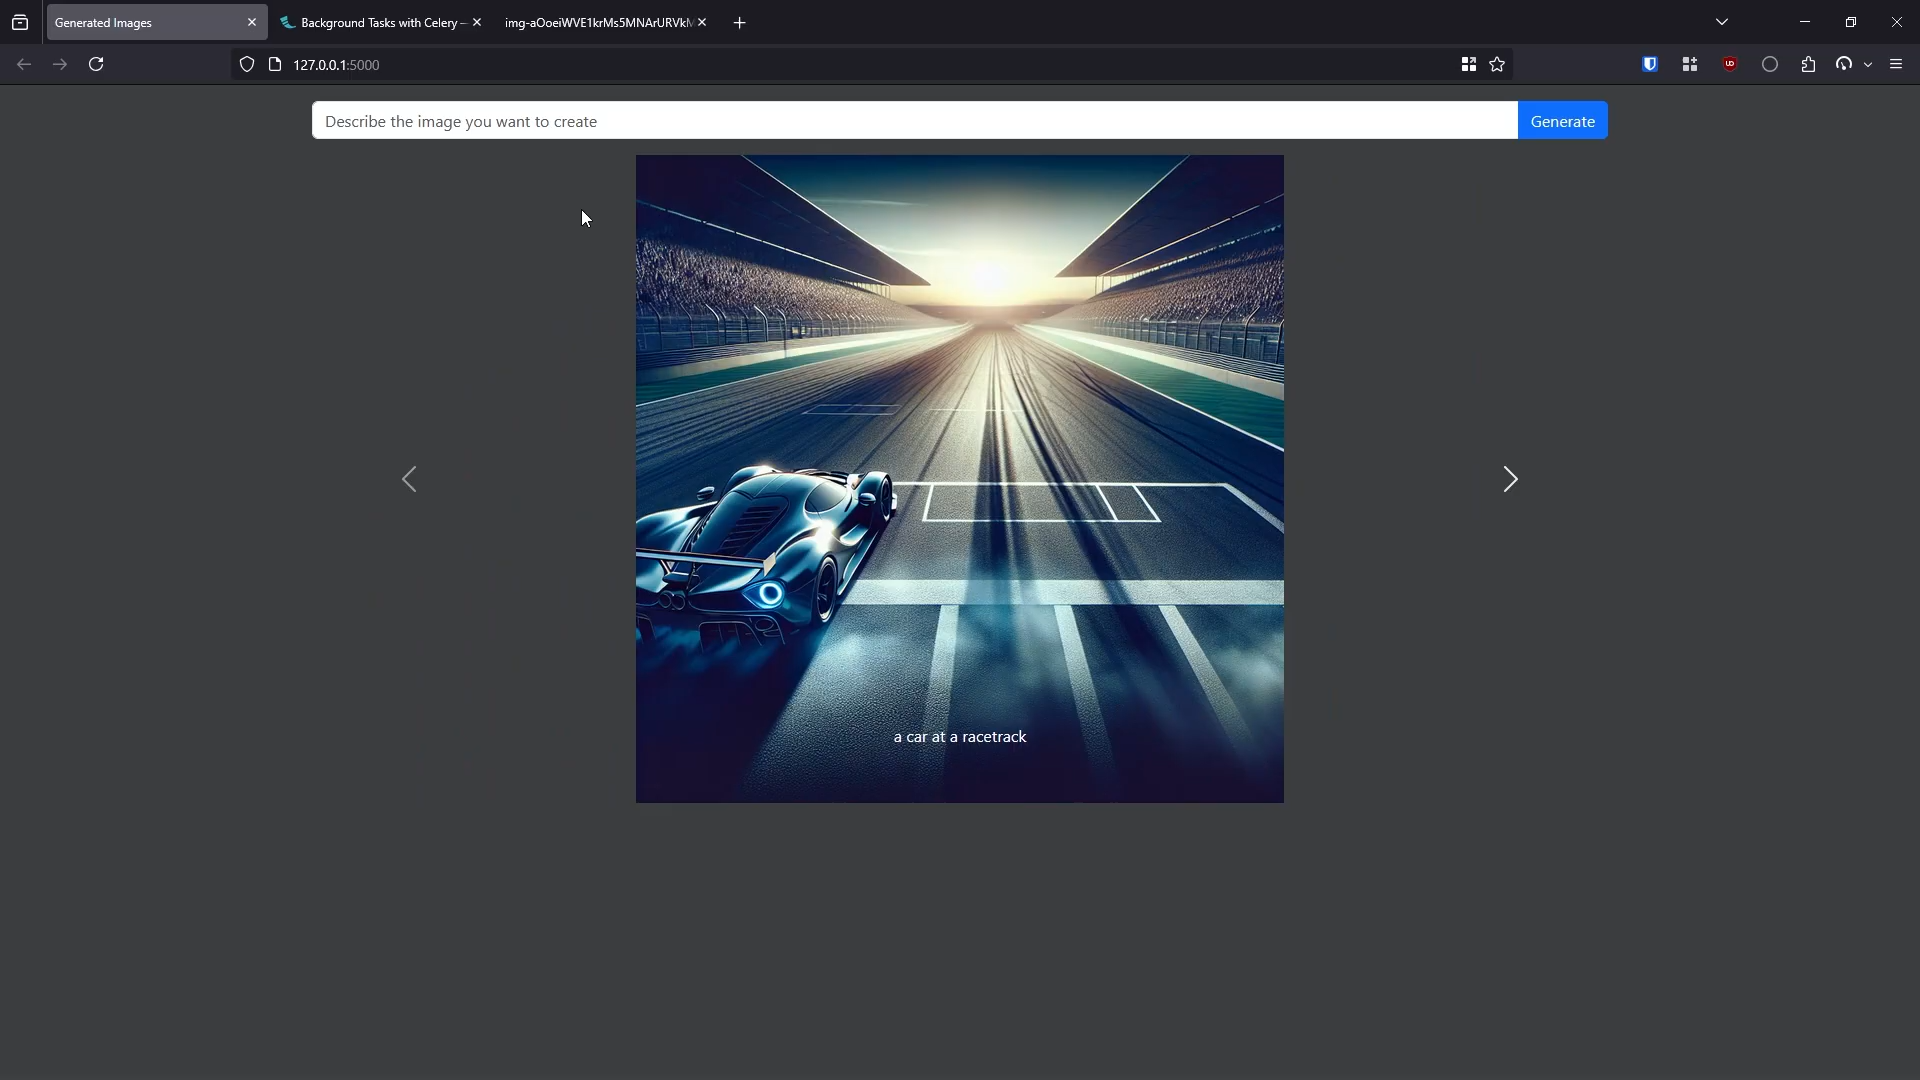 Generated Images
Background Tasks with Celery –
img-aOoeiWVE1krMs5MNArURVkM
127.0.0.1:5000
Describe the image you want to create
Generate
a car at a racetrack